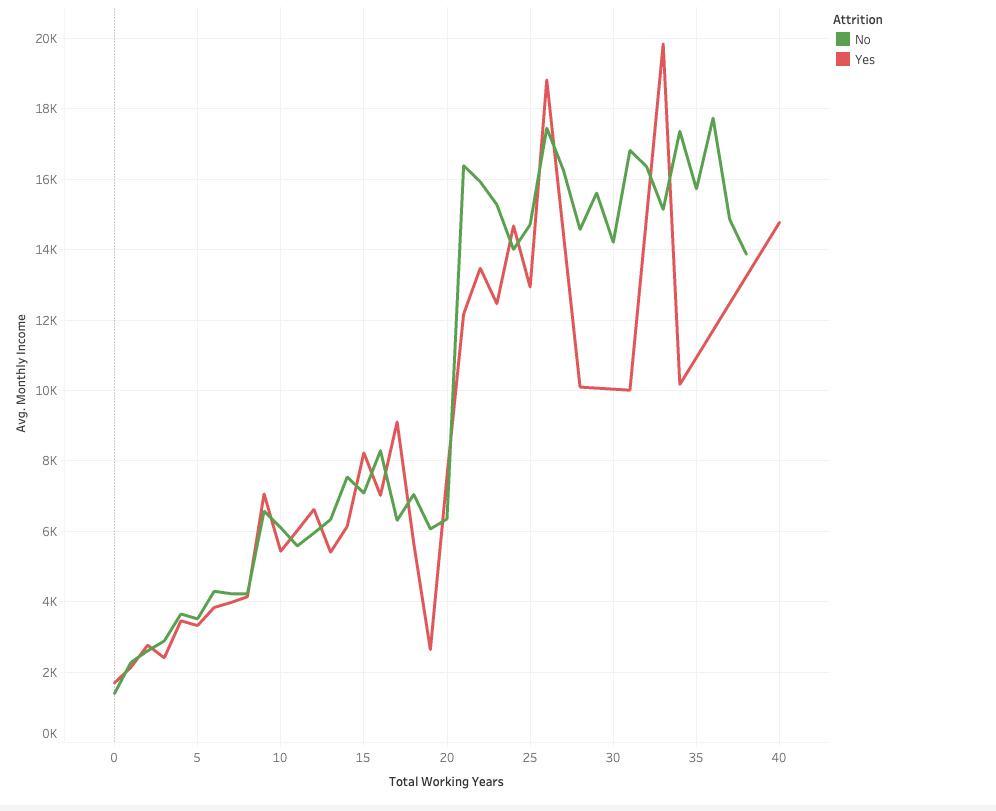 Attrition
No
Yes
20K
18K
16K
14K
12K
10K
8K
6K
4K
2K
0K
Avg. Monthly Income
0 5 10 15 20 25 30 35 40
Total Working Years